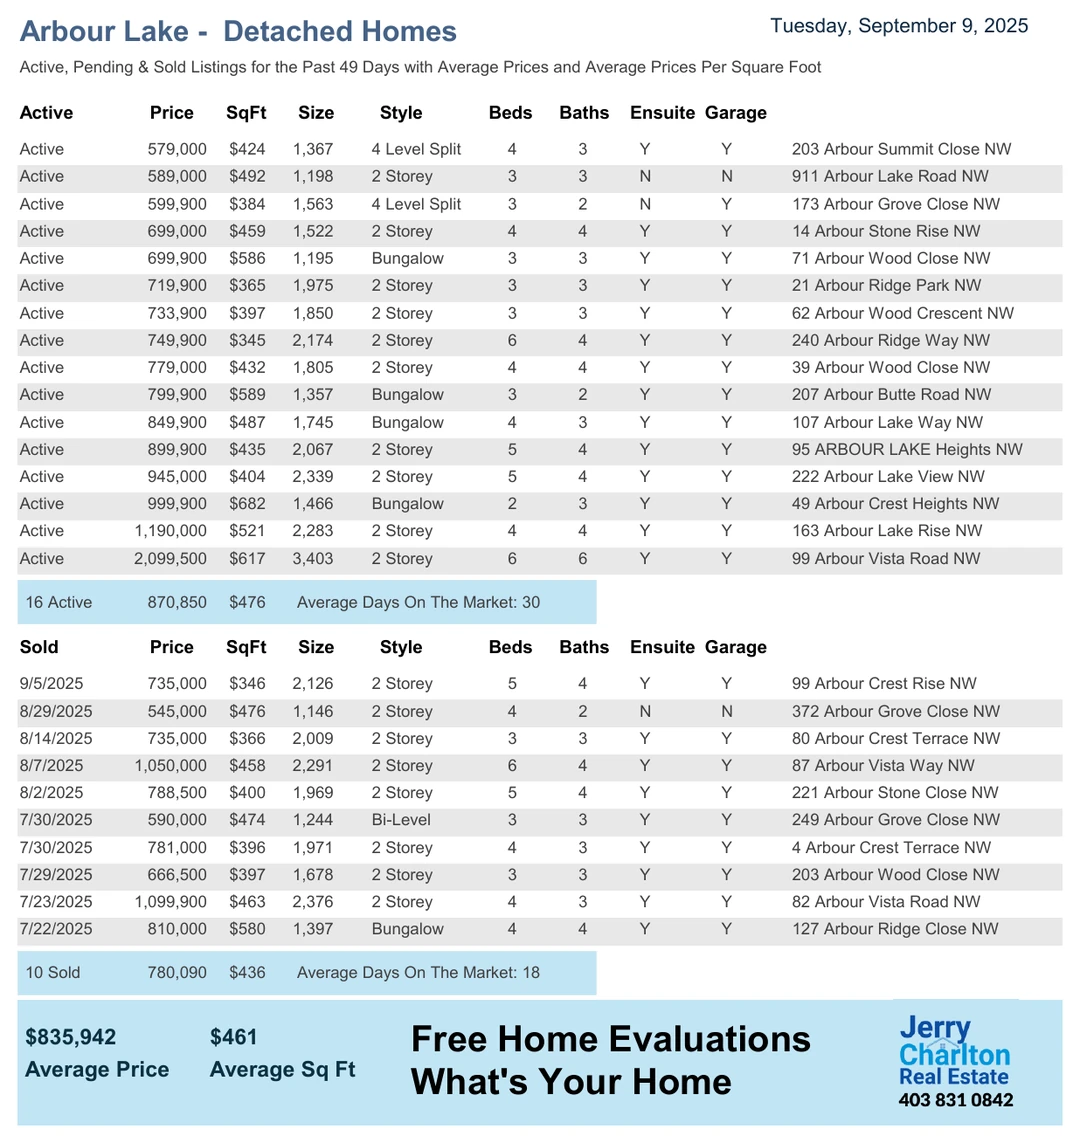 Arbour Lake - Detached Homes
Tuesday, September 9, 2025
Active, Pending & Sold Listings for the Past 49 Days with Average Prices and Average Prices Per Square Foot
Active Price SqFt Size Style Beds Baths Ensuite Garage
Active 579,000 $424 1,367 4 Level Split 4 3 Y Y 203 Arbour Summit Close NW
Active 589,000 $492 1,198 2 Storey 3 3 N N 911 Arbour Lake Road NW
Active 599,900 $384 1,563 4 Level Split 3 2 N Y 173 Arbour Grove Close NW
Active 699,000 $459 1,522 2 Storey 4 4 Y Y 14 Arbour Stone Rise NW
Active 699,900 $586 1,195 Bungalow 3 3 Y Y 71 Arbour Wood Close NW
Active 719,900 $365 1,975 2 Storey 3 3 Y Y 21 Arbour Ridge Park NW
Active 733,900 $397 1,850 2 Storey 3 3 Y Y 62 Arbour Wood Crescent NW
Active 749,900 $345 2,174 2 Storey 6 4 Y Y 240 Arbour Ridge Way NW
Active 779,000 $432 1,805 2 Storey 4 4 Y Y 39 Arbour Wood Close NW
Active 799,900 $589 1,357 Bungalow 3 2 Y Y 207 Arbour Butte Road NW
Active 849,900 $487 1,745 Bungalow 4 3 Y Y 107 Arbour Lake Way NW
Active 899,900 $435 2,067 2 Storey 5 4 Y Y 95 ARBOUR LAKE Heights NW
Active 945,000 $404 2,339 2 Storey 5 4 Y Y 222 Arbour Lake View NW
Active 999,900 $682 1,466 Bungalow 2 3 Y Y 49 Arbour Crest Heights NW
Active 1,190,000 $521 2,283 2 Storey 4 4 Y Y 163 Arbour Lake Rise NW
Active 2,099,500 $617 3,403 2 Storey 6 6 Y Y 99 Arbour Vista Road NW
16 Active 870,850 $476 Average Days On The Market: 30
Sold Price SqFt Size Style Beds Baths Ensuite Garage
9/5/2025 735,000 $346 2,126 2 Storey 5 4 Y Y 99 Arbour Crest Rise NW
8/29/2025 545,000 $476 1,146 2 Storey 4 2 N N 372 Arbour Grove Close NW
8/14/2025 735,000 $366 2,009 2 Storey 3 3 Y Y 80 Arbour Crest Terrace NW
8/7/2025 1,050,000 $458 2,291 2 Storey 6 4 Y Y 87 Arbour Vista Way NW
8/2/2025 788,500 $400 1,969 2 Storey 5 4 Y Y 221 Arbour Stone Close NW
7/30/2025 590,000 $474 1,244 Bi-Level 3 3 Y Y 249 Arbour Grove Close NW
7/30/2025 781,000 $396 1,971 2 Storey 4 3 Y Y 4 Arbour Crest Terrace NW
7/29/2025 666,500 $397 1,678 2 Storey 3 3 Y Y 203 Arbour Wood Close NW
7/23/2025 1,099,900 $463 2,376 2 Storey 4 3 Y Y 82 Arbour Vista Road NW
7/22/2025 810,000 $580 1,397 Bungalow 4 4 Y Y 127 Arbour Ridge Close NW
10 Sold 780,090 $436 Average Days On The Market: 18
$835,942 $461
Average Price Average Sq Ft
Free Home Evaluations
What's Your Home
Jerry
Charlton
Real Estate
403 831 0842